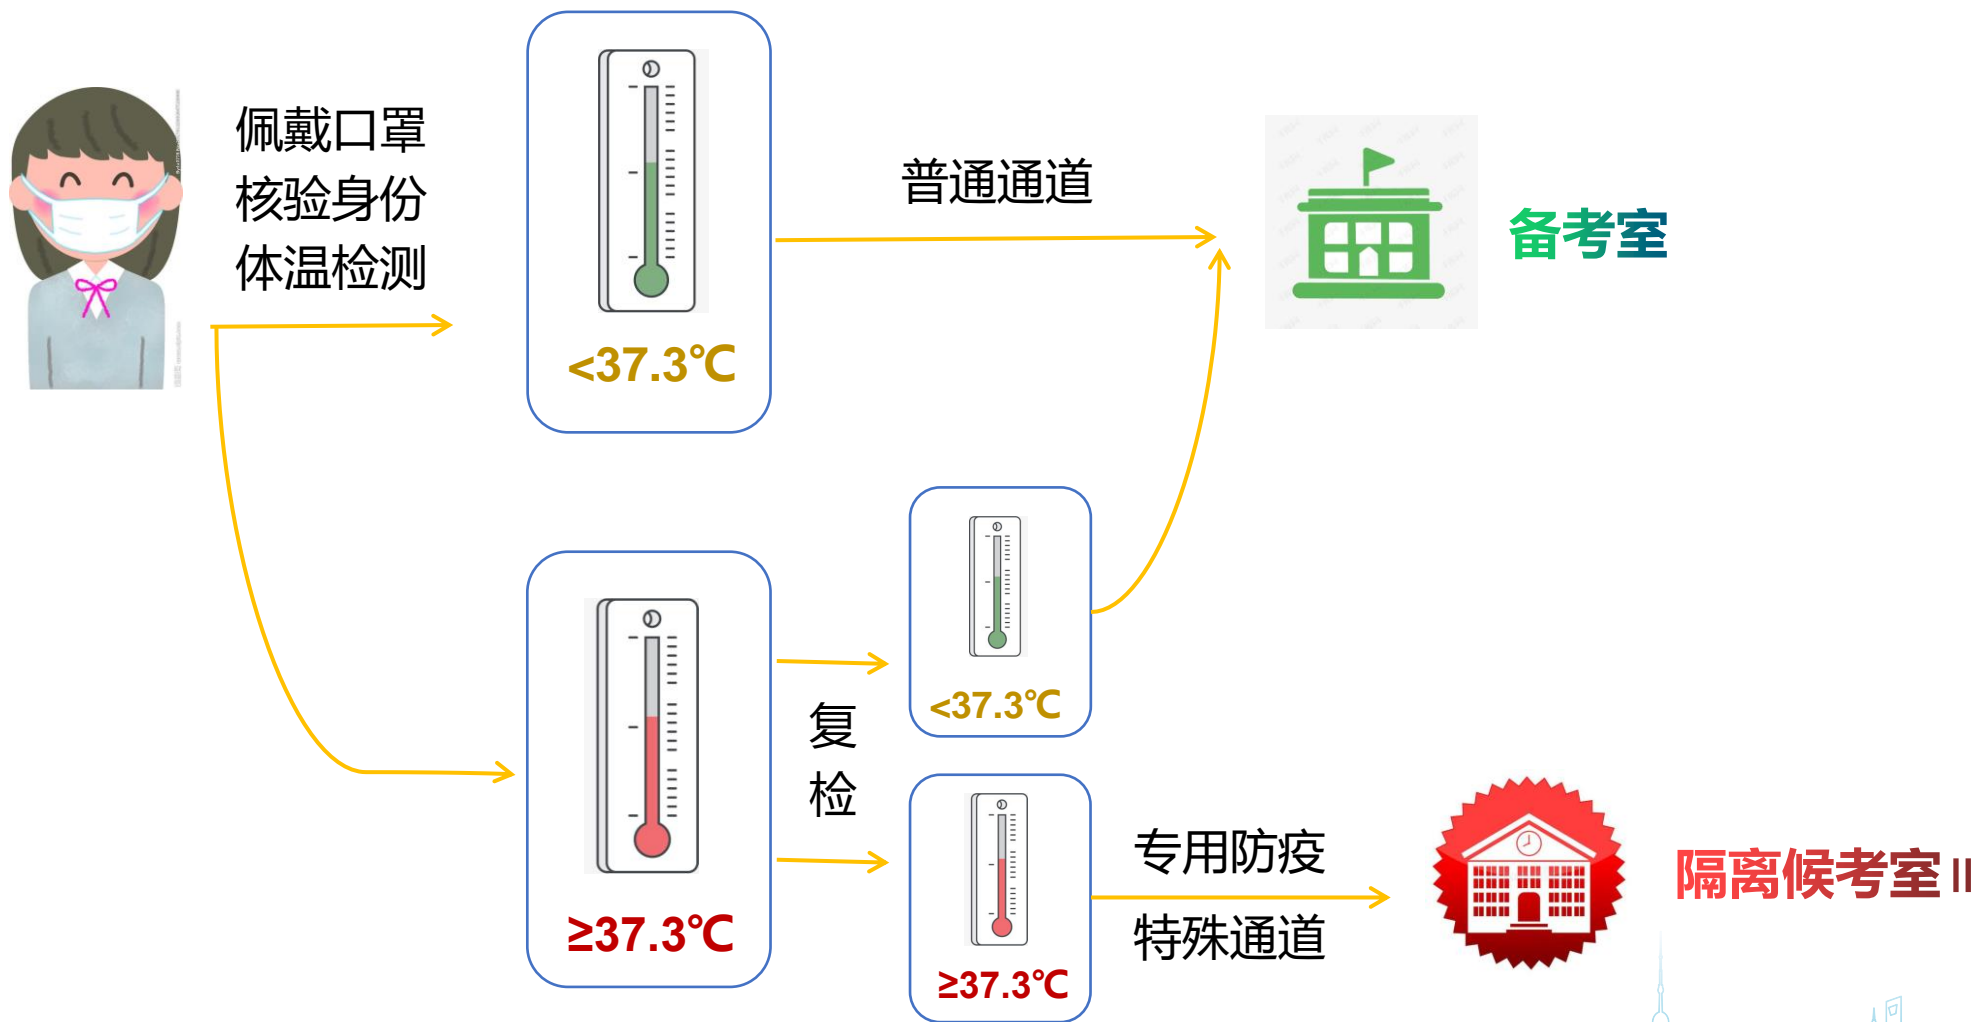 佩戴口罩
核验身份
体温检测
<37.3℃
普通通道
备考室
≥37.3℃
复
检
<37.3℃
≥37.3℃
专用防疫
特殊通道
隔离候考室II